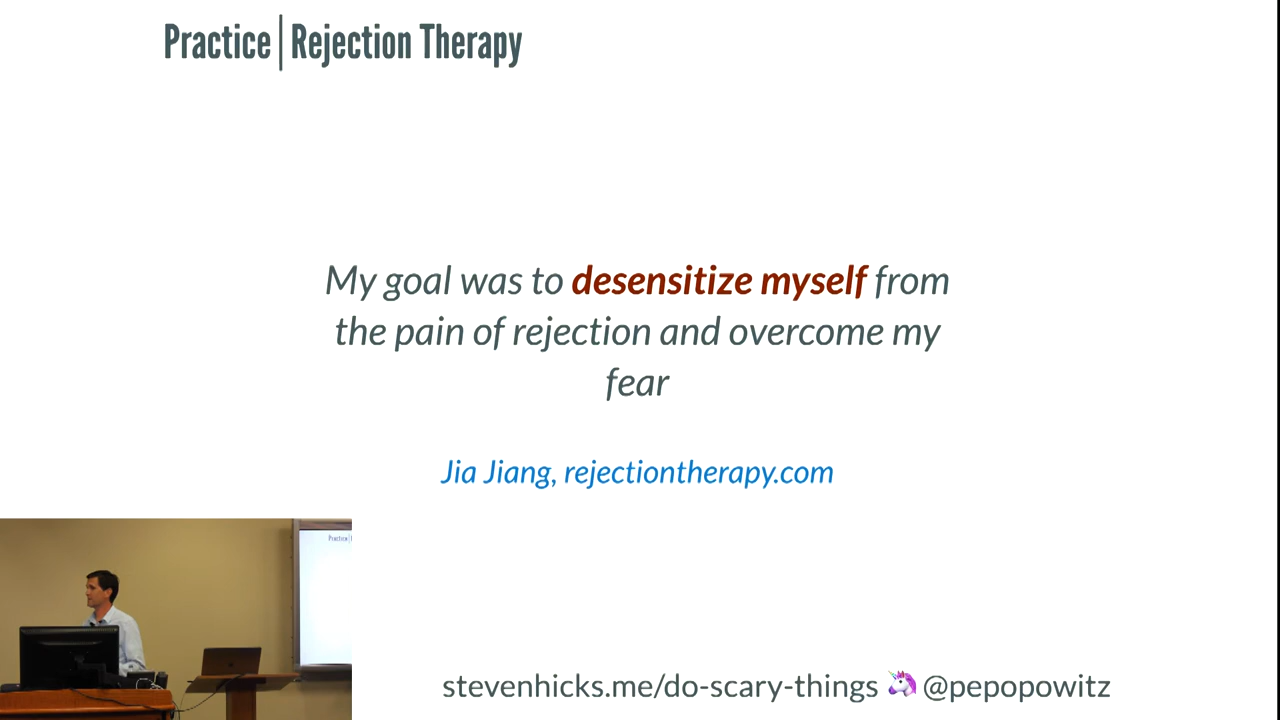 Practice | Rejection Therapy
My goal was to desensitize myself from
the pain of rejection and overcome my
fear
Jia Jiang, rejectiontherapy.com
Practice
stevenhicks.me/do-scary-things 🦄 @pepopowitz